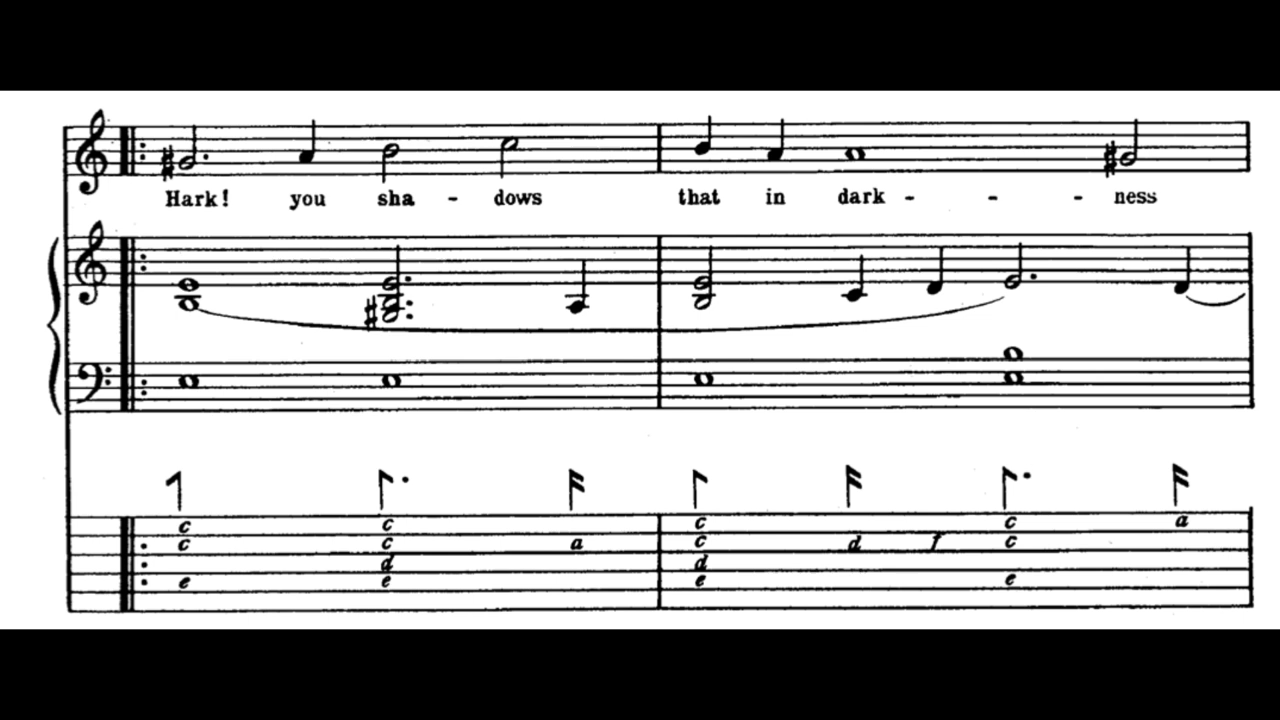 Hark! you sha - dows that in dark - - - ness
c c c c a
c c a c d f c
d d
e e e e